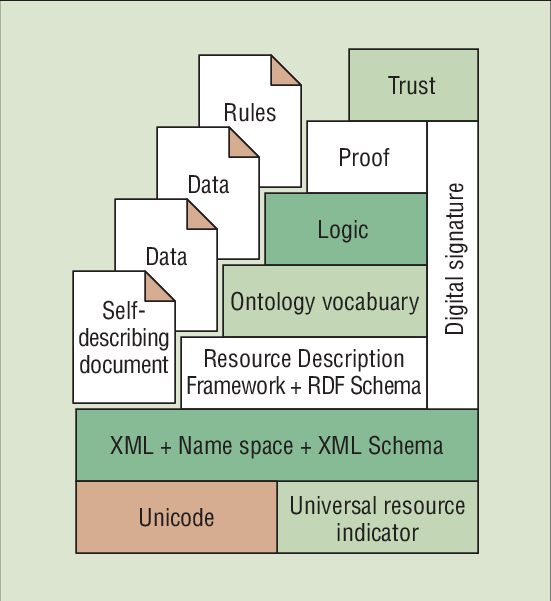 Trust
Rules
Proof
Data
Logic
Data
Ontology vocabuary
Digital signature
Self-
describing
document
Resource Description
Framework + RDF Schema
XML + Name space + XML Schema
Unicode
Universal resource
indicator